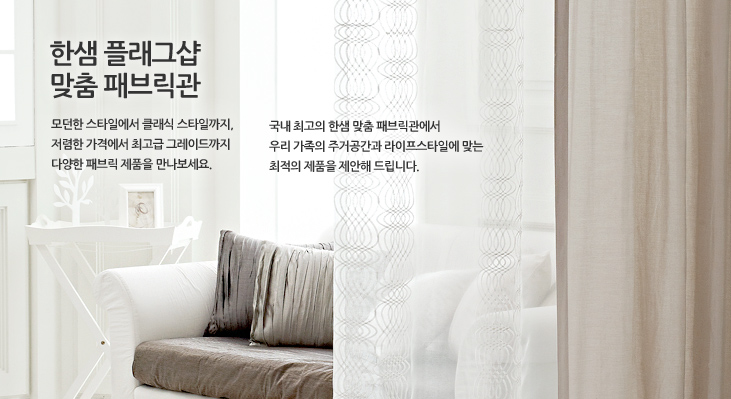 한샘 플래그샵
맞춤 패브릭관
모던한 스타일에서 클래식 스타일까지,
저렴한 가격에서 최고급 그레이드까지
다양한 패브릭 제품을 만나보세요.
국내 최고의 한샘 맞춤 패브릭관에서
우리 가족의 주거공간과 라이프스타일에 맞는
최적의 제품을 제안해 드립니다.